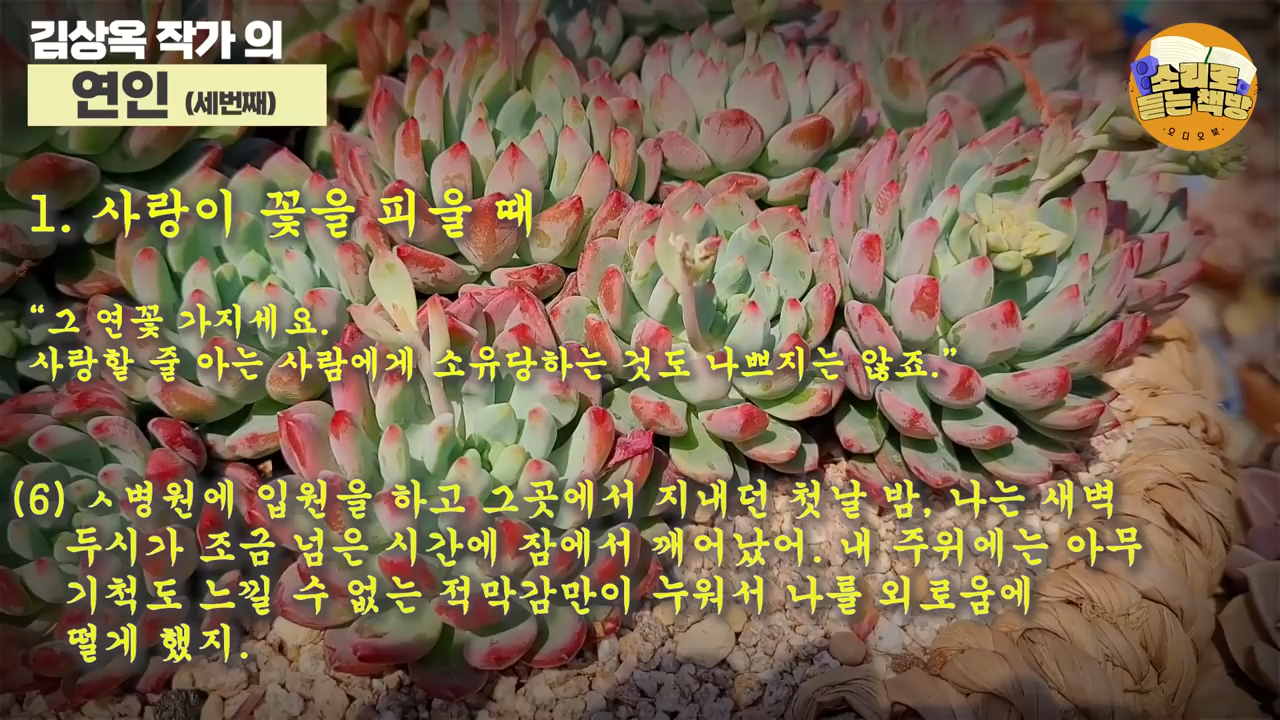 김상옥 작가 의
연인 (세번째)
소리로
듣는 책방
·오디오북·
1. 사랑이 꽃을 피울 때
“그 연꽃 가지세요.
사랑할 줄 아는 사람에게 소유당하는 것도 나쁘지는 않죠.”
(6) ㅅ병원에 입원을 하고 그곳에서 지내던 첫날 밤, 나는 새벽
두시가 조금 넘은 시간에 잠에서 깨어났어. 내 주위에는 아무
기척도 느낄 수 없는 적막감만이 누워서 나를 외로움에
떨게 했지.